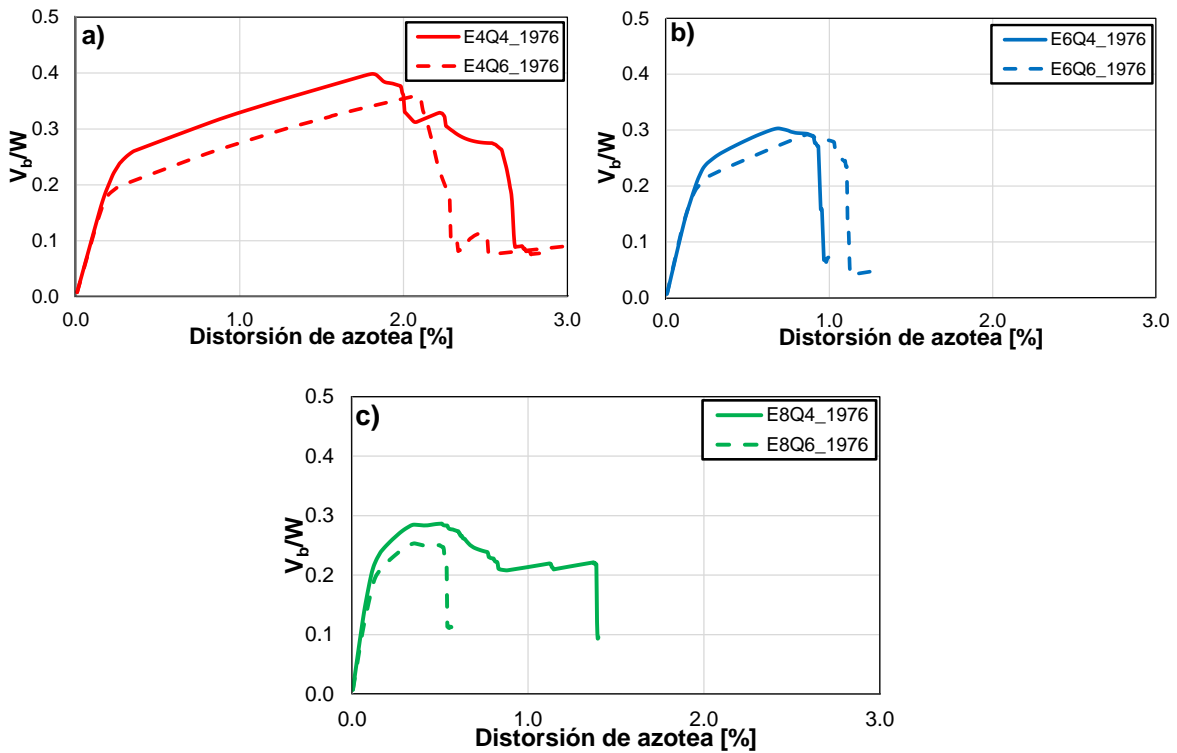 a)
E4Q4_1976
E4Q6_1976
0.5
0.4
0.3
0.2
0.1
0.0
Vb/W
0.0 1.0 2.0 3.0
Distorsión de azotea [%]
b)
E6Q4_1976
E6Q6_1976
0.5
0.4
0.3
0.2
0.1
0.0
Vb/W
0.0 1.0 2.0 3.0
Distorsión de azotea [%]
c)
E8Q4_1976
E8Q6_1976
0.5
0.4
0.3
0.2
0.1
0.0
Vb/W
0.0 1.0 2.0 3.0
Distorsión de azotea [%]